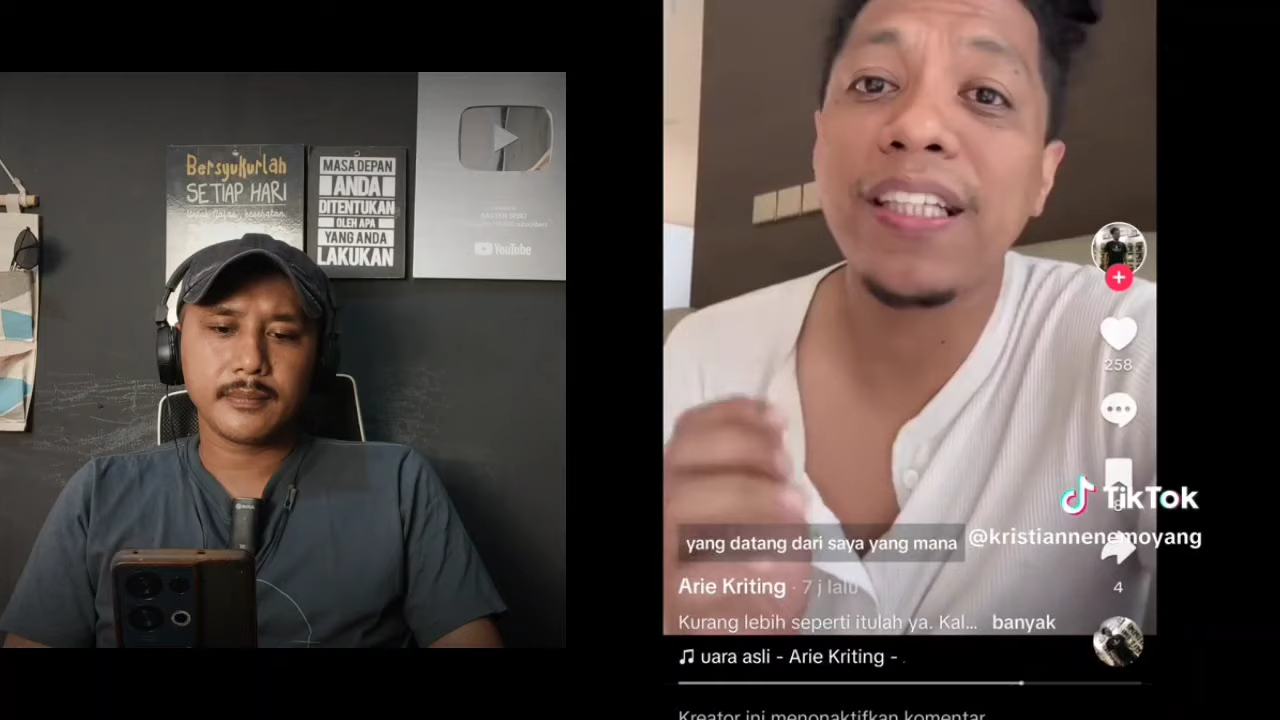 Bersyukurlah
SETIAP HARI
MASA DEPAN
ANDA
DITENTUKAN
OLEH APA
YANG ANDA
LAKUKAN
YouTube
258
TikTok
@kristiannenemoyang
yang datang dari saya yang mana
Arie Kriting · 7 j lalu
4
Kurang lebih seperti itulah ya. Kal... banyak
uara asli - Arie Kriting - .
Kreator ini menonaktifkan komentar